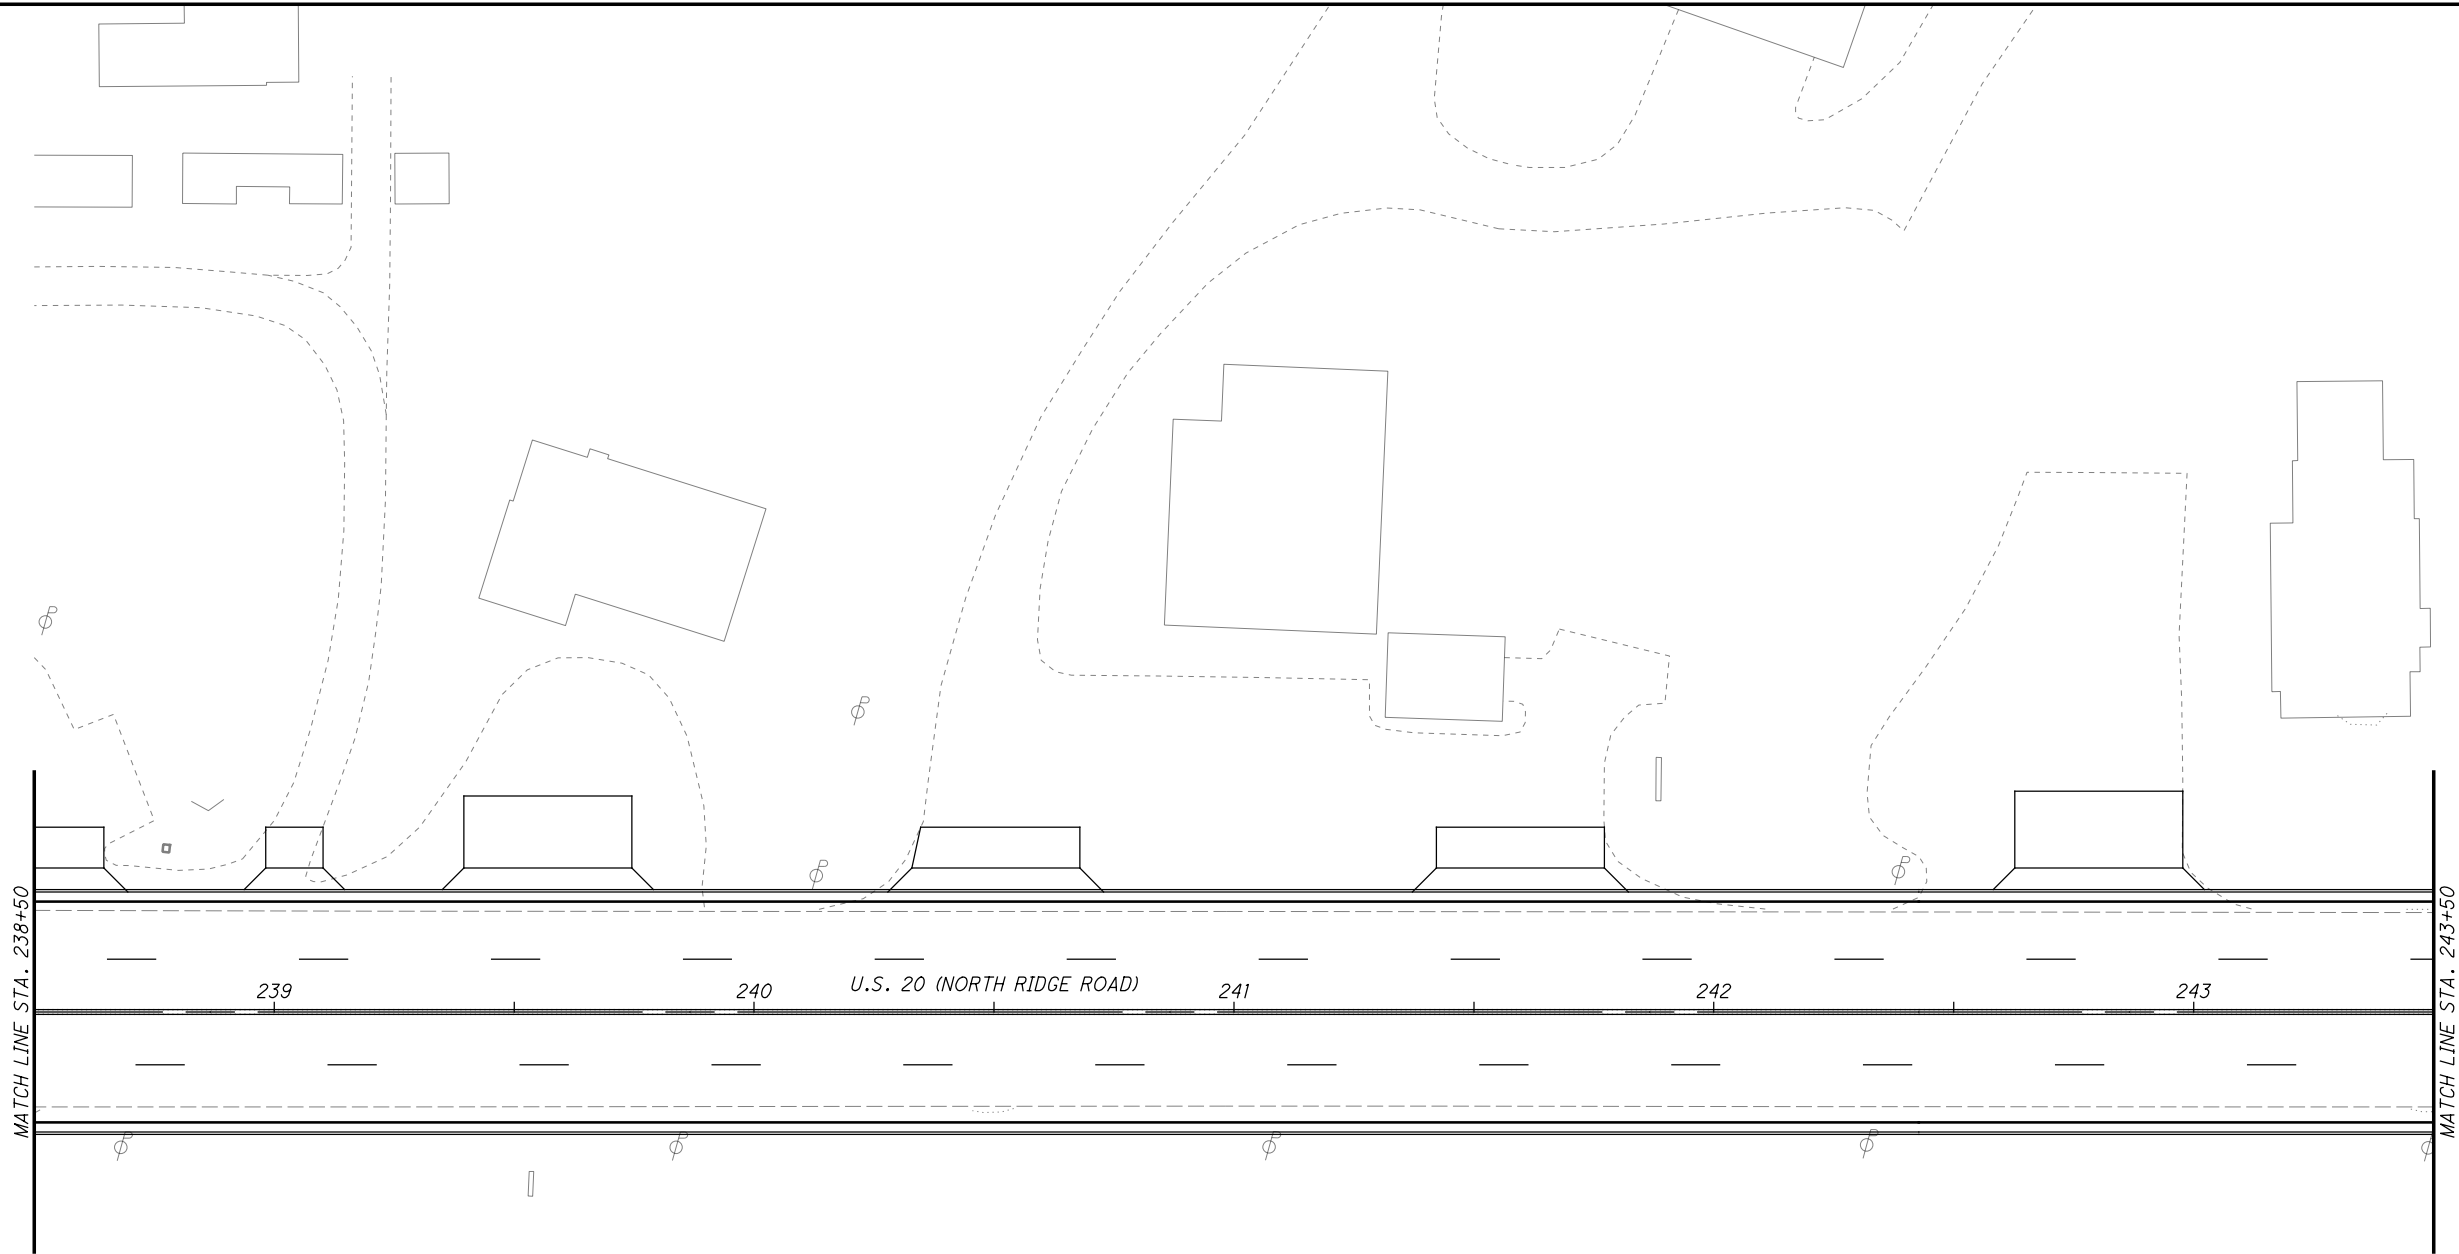 P
P
P
P
MATCH LINE STA. 238+50
MATCH LINE STA. 243+50
U.S. 20 (NORTH RIDGE ROAD)
239 240 241 242 243
P P P P P